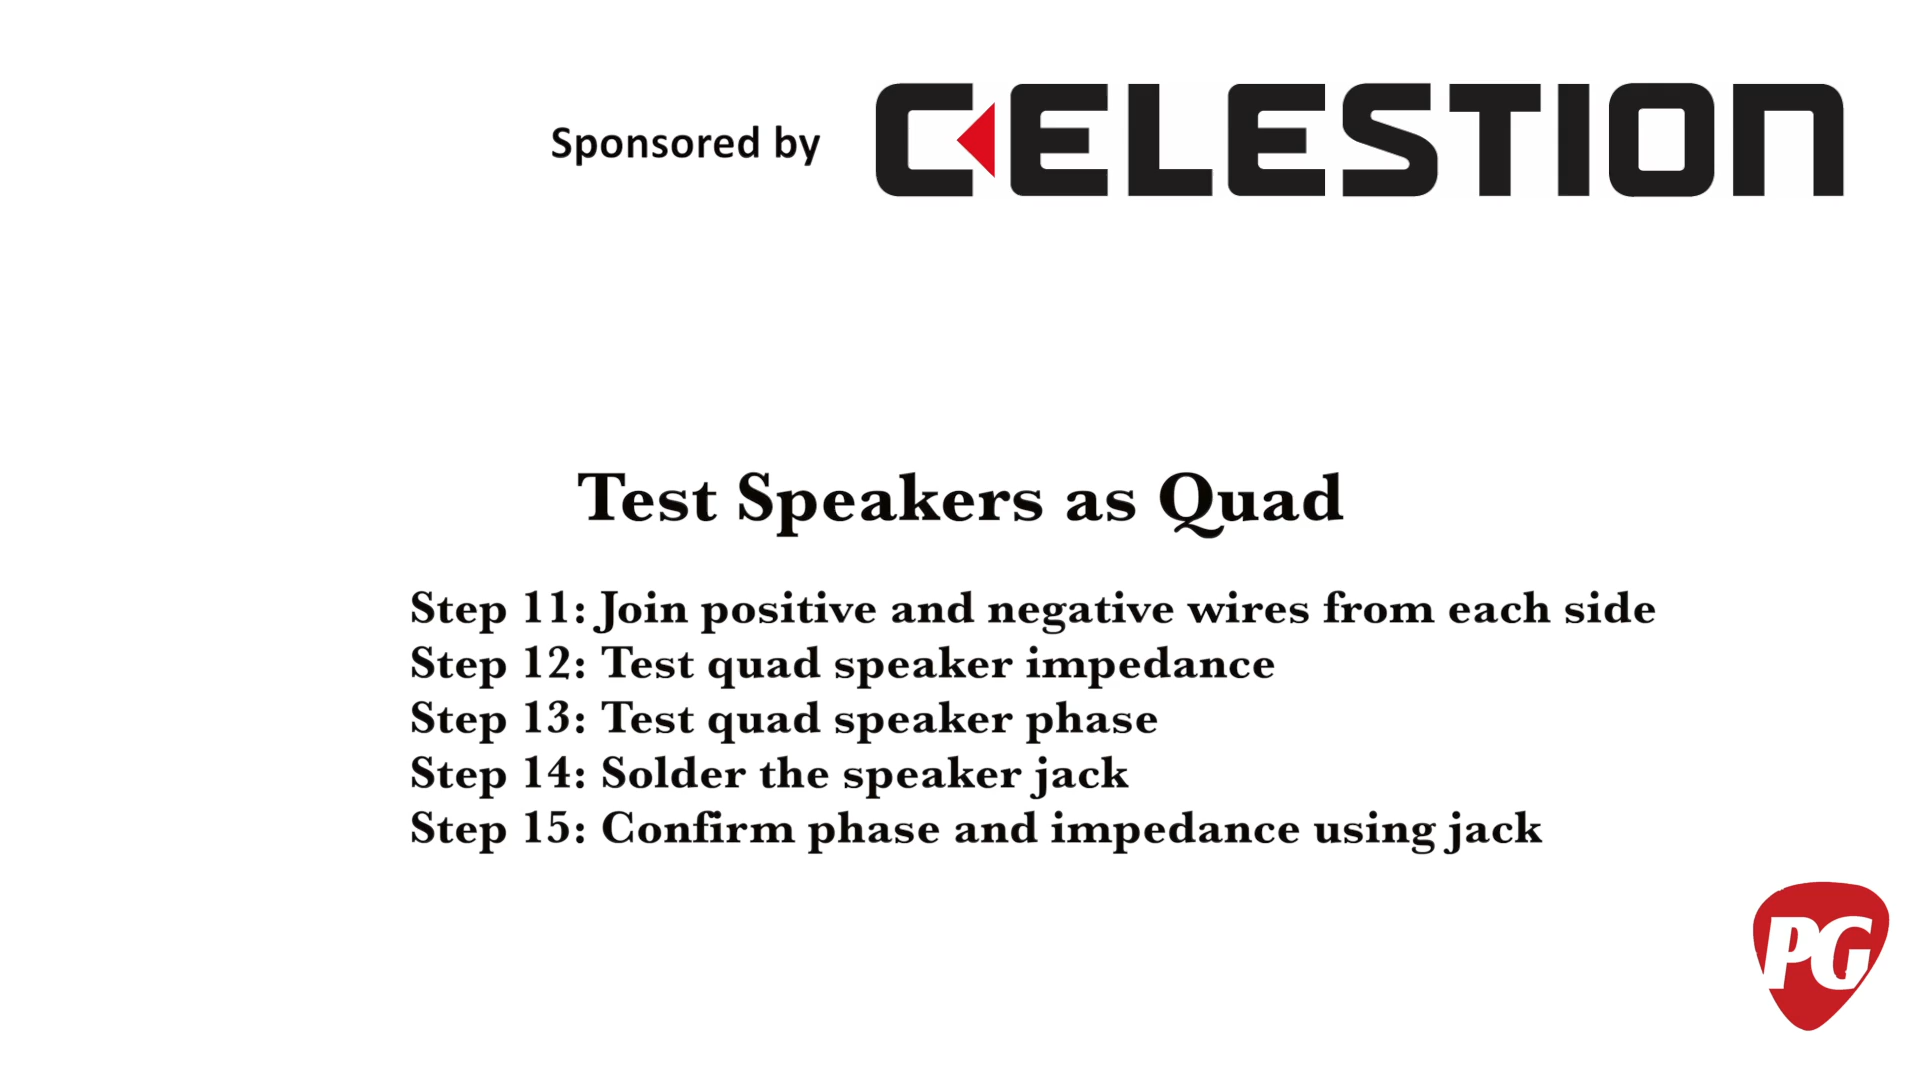 Sponsored by CELESTION
Test Speakers as Quad
Step 11: Join positive and negative wires from each side
Step 12: Test quad speaker impedance
Step 13: Test quad speaker phase
Step 14: Solder the speaker jack
Step 15: Confirm phase and impedance using jack
PG